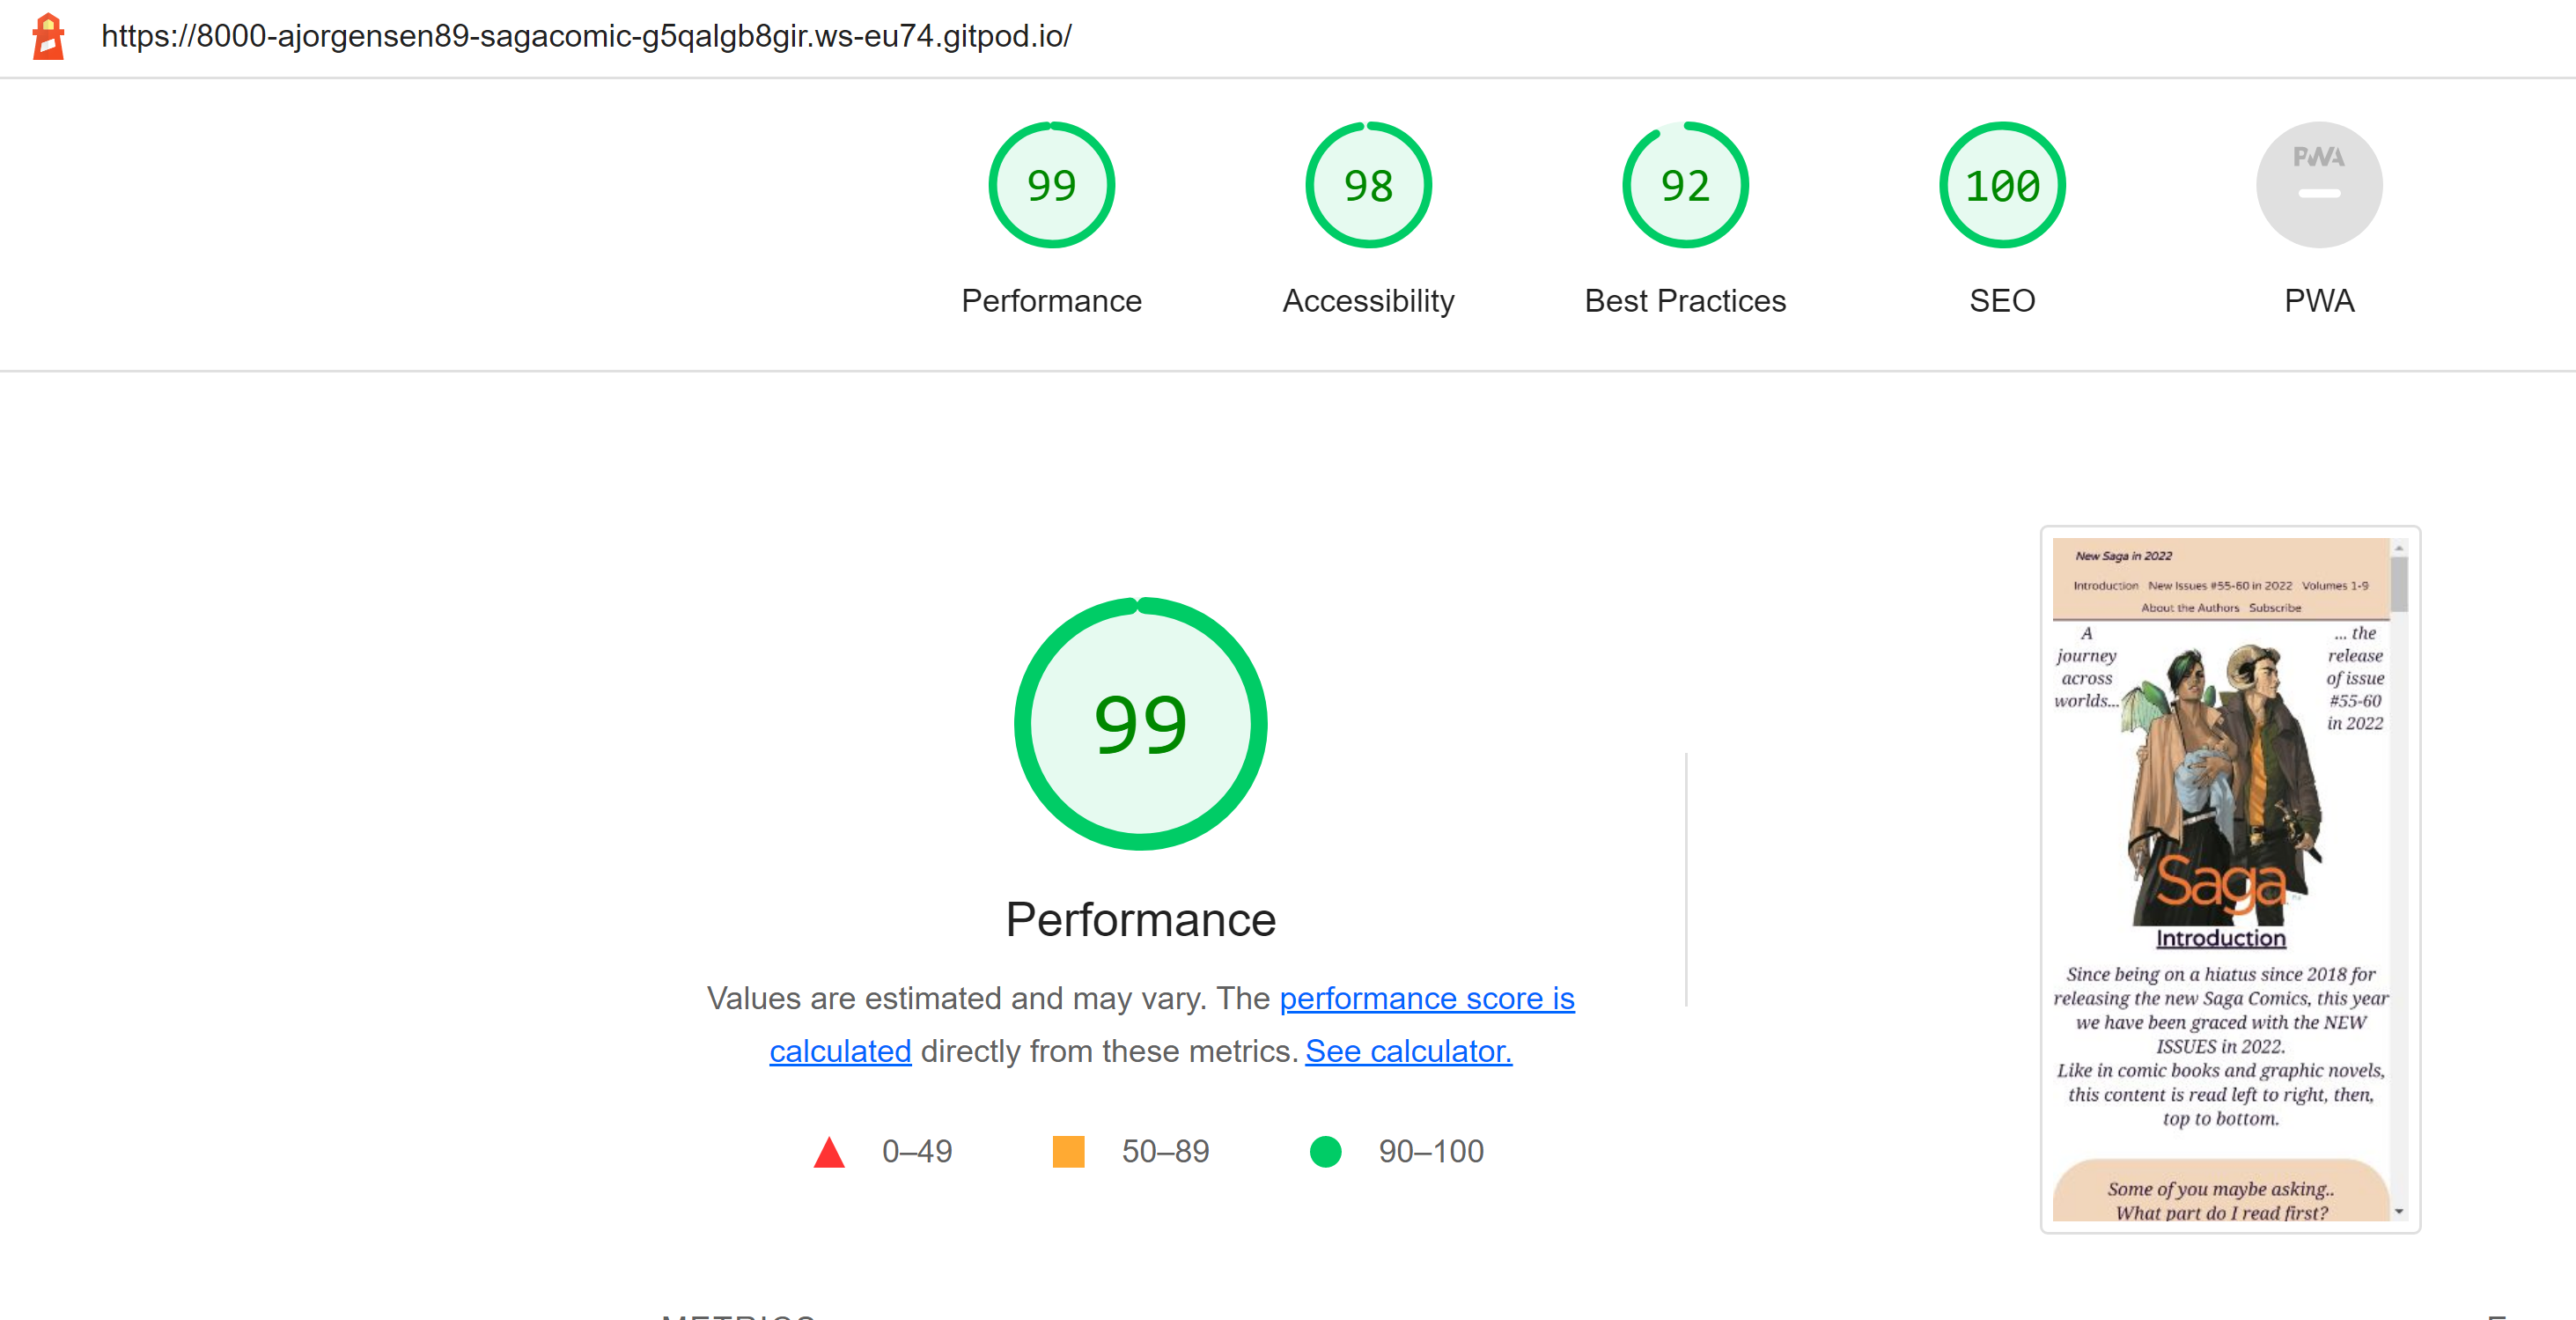 https://8000-ajorgensen89-sagacomic-g5qalgb8gir.ws-eu74.gitpod.io/
99
98
92
100
PWA
Performance
Accessibility
Best Practices
SEO
PWA
99
Performance
Values are estimated and may vary. The performance score is
calculated directly from these metrics. See calculator.
0–49
50–89
90–100
New Saga in 2022
Introduction New Issues #55-60 in 2022 Volumes 1-9
About the Authors Subscribe
A
journey
across
worlds...
... the
release
of issue
#55-60
in 2022
Saga
Introduction
Since being on a hiatus since 2018 for
releasing the new Saga Comics, this year
we have been graced with the NEW
ISSUES in 2022.
Like in comic books and graphic novels,
this content is read left to right, then,
top to bottom.
Some of you maybe asking..
What part do I read first?
METRICS